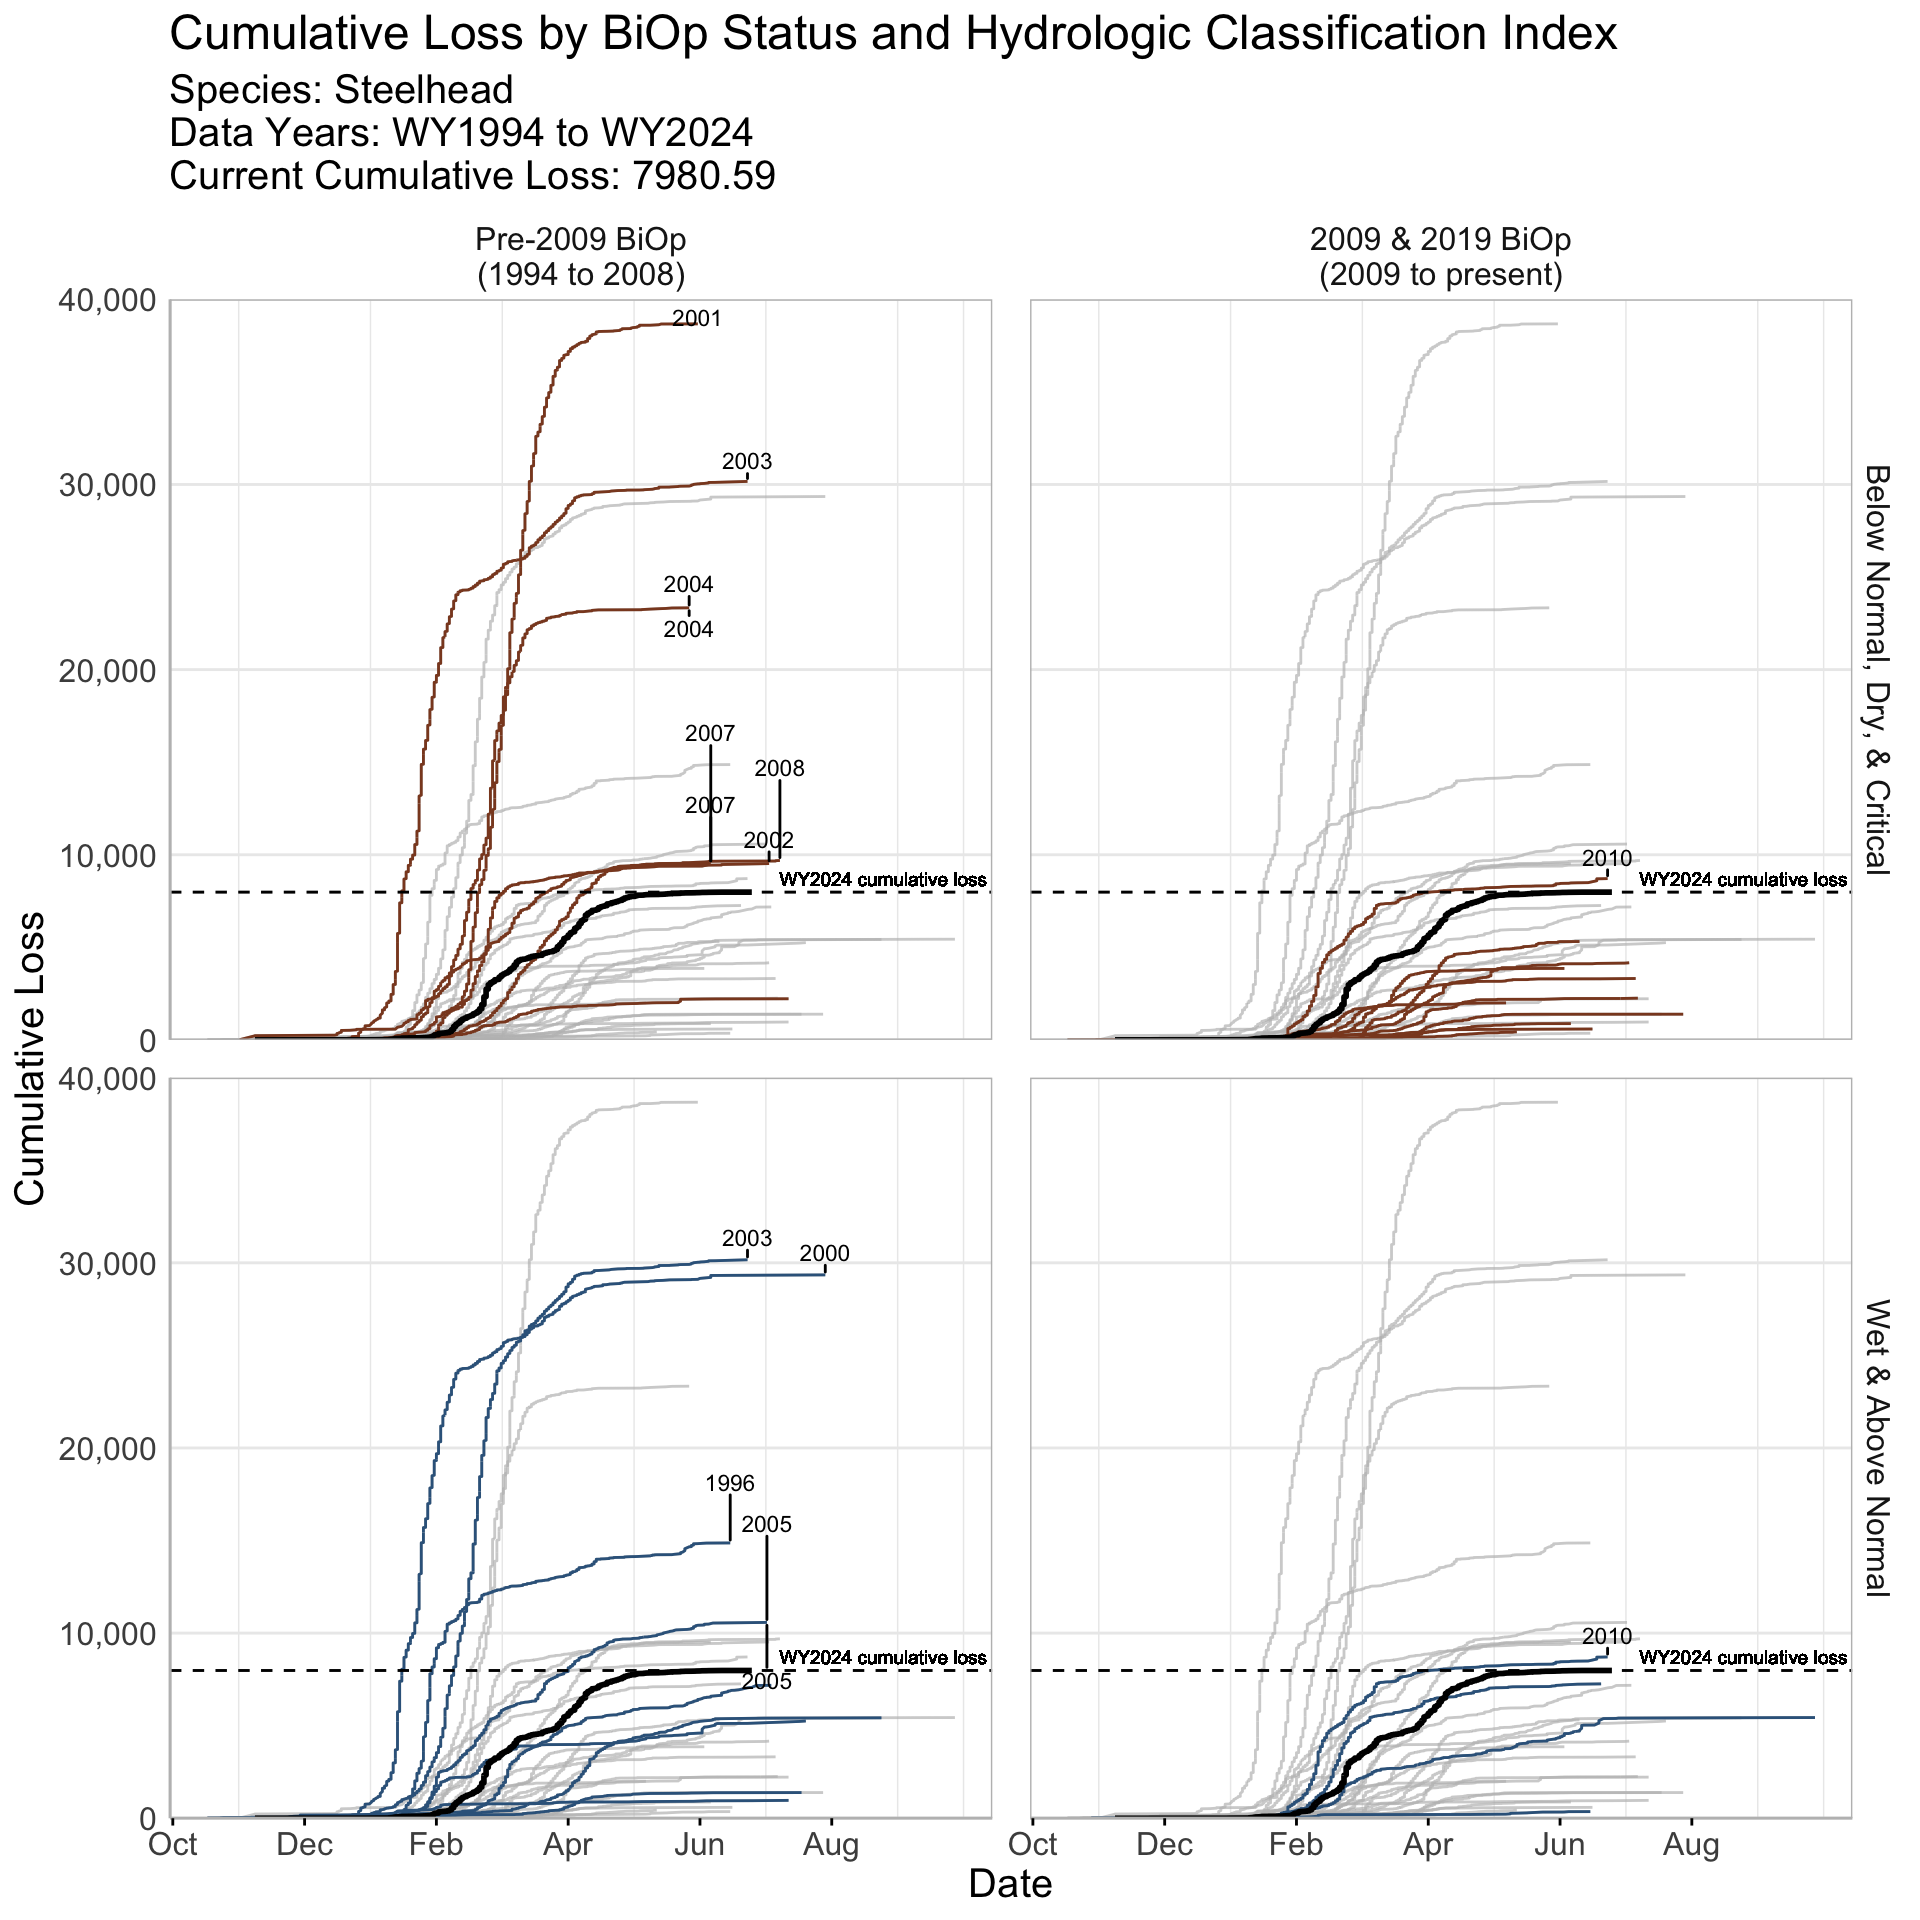 Cumulative Loss by BiOp Status and Hydrologic Classification Index
Species: Steelhead
Data Years: WY1994 to WY2024
Current Cumulative Loss: 7980.59
Pre-2009 BiOp
(1994 to 2008)
2009 & 2019 BiOp
(2009 to present)
Cumulative Loss
40,000
30,000
20,000
10,000
0
2001
2003
2004
2004
2007
2008
2007
2002
WY2024 cumulative loss
2010
WY2024 cumulative loss
Below Normal, Dry, & Critical
40,000
30,000
20,000
10,000
0
2003
2000
1996
2005
WY2024 cumulative loss
2005
2010
WY2024 cumulative loss
Wet & Above Normal
Oct
Dec
Feb
Apr
Jun
Aug
Oct
Dec
Feb
Apr
Jun
Aug
Date